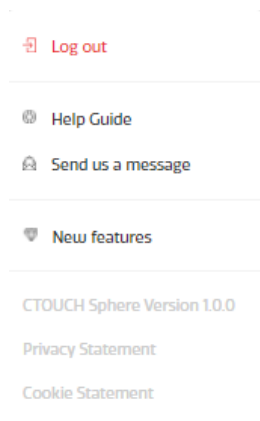 Log out
Help Guide
Send us a message
New features
CTOUCH Sphere Version 1.0.0
Privacy Statement
Cookie Statement